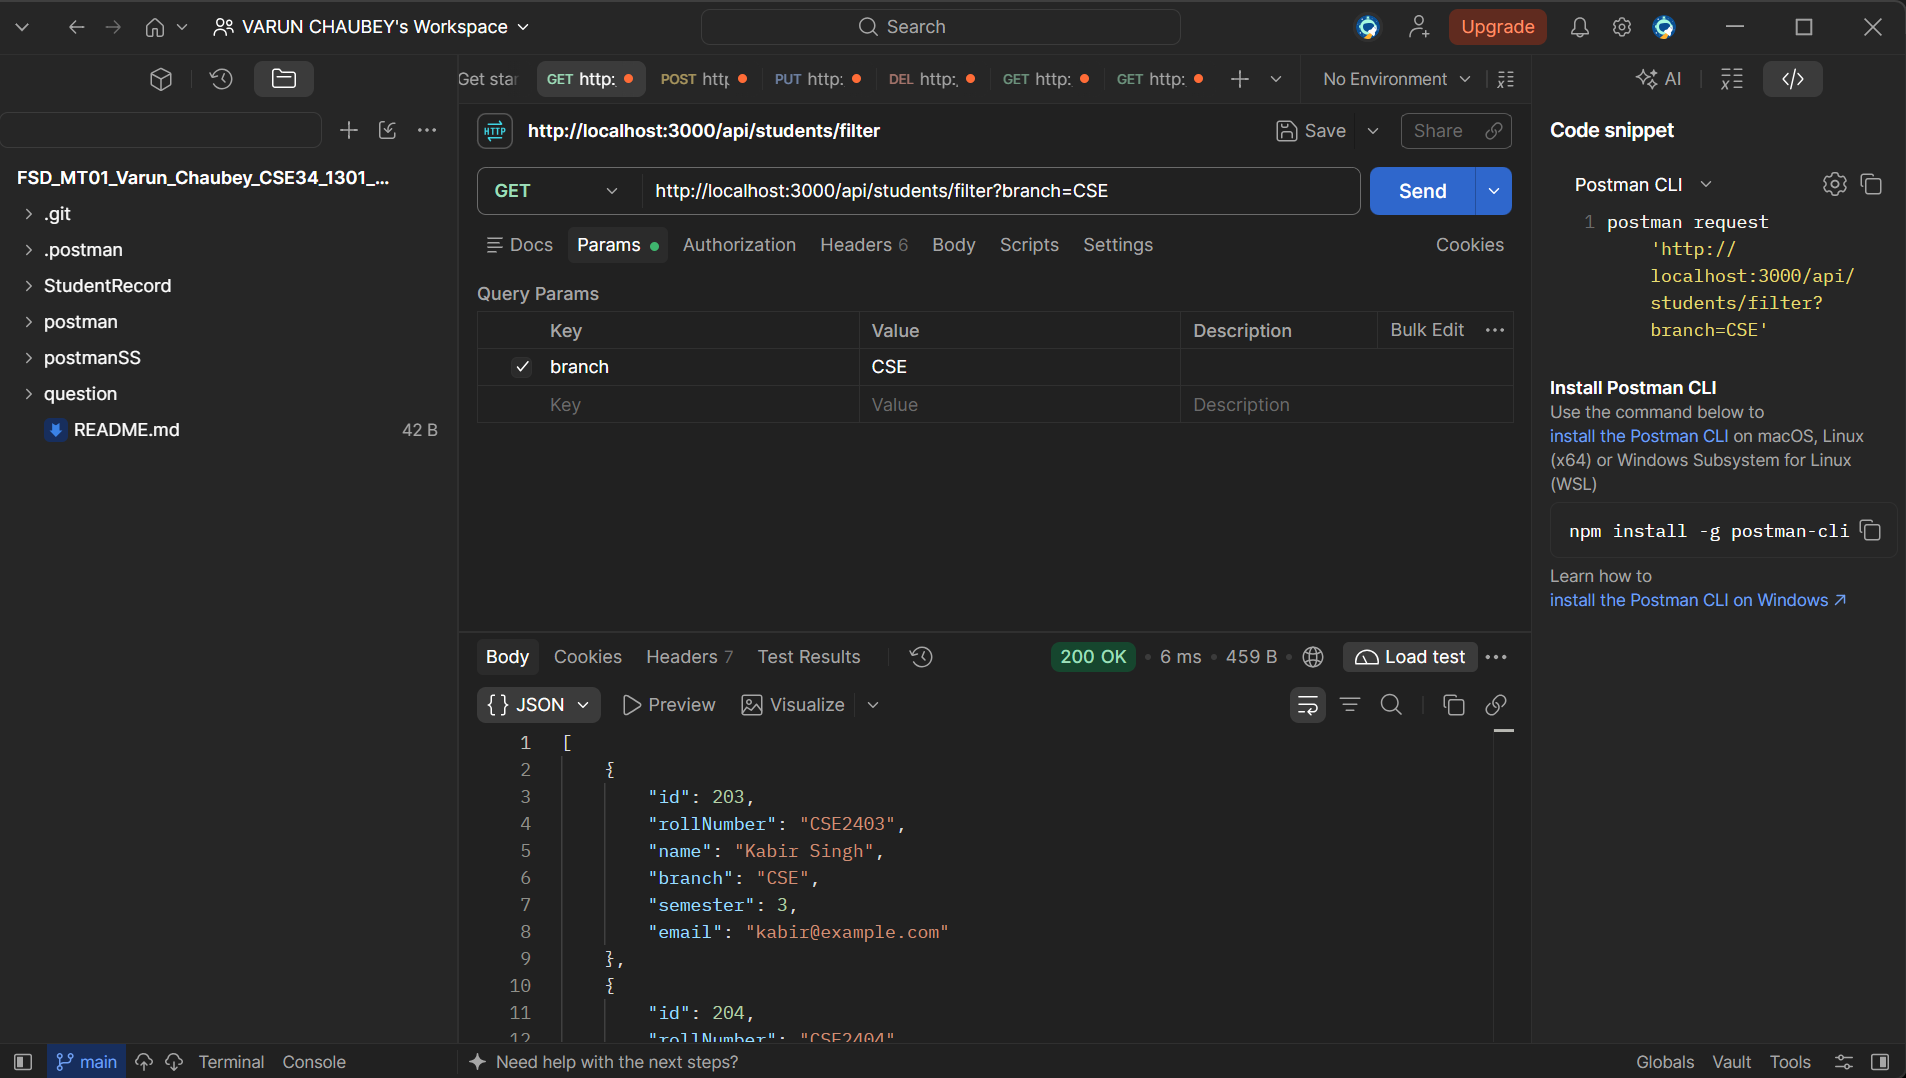 VARUN CHAUBEY's Workspace
Search
Upgrade
Get star
GET http:
POST http
PUT http:
DEL http:
GET http:
GET http:
No Environment
AI
HTTP
http://localhost:3000/api/students/filter
Save
Share
Code snippet
FSD_MT01_Varun_Chaubey_CSE34_1301_...
.git
.postman
StudentRecord
postman
postmanSS
question
README.md
42 B
GET
http://localhost:3000/api/students/filter?branch=CSE
Send
Docs
Params
Authorization
Headers 6
Body
Scripts
Settings
Cookies
Query Params
Key Value Description Bulk Edit
branch CSE
Key Value Description
Postman CLI
1 postman request
'http://
localhost:3000/api/
students/filter?
branch=CSE'
Install Postman CLI
Use the command below to
install the Postman CLI on macOS, Linux
(x64) or Windows Subsystem for Linux
(WSL)
npm install -g postman-cli
Learn how to
install the Postman CLI on Windows
Body Cookies Headers 7 Test Results
200 OK
6 ms
459 B
Load test
{} JSON
Preview
Visualize
1 [
2 {
3 "id": 203,
4 "rollNumber": "CSE2403",
5 "name": "Kabir Singh",
6 "branch": "CSE",
7 "semester": 3,
8 "email": "kabir@example.com"
9 },
10 {
11 "id": 204,
12 "rollNumber": "CSE2404"
main
Terminal
Console
Need help with the next steps?
Globals
Vault
Tools